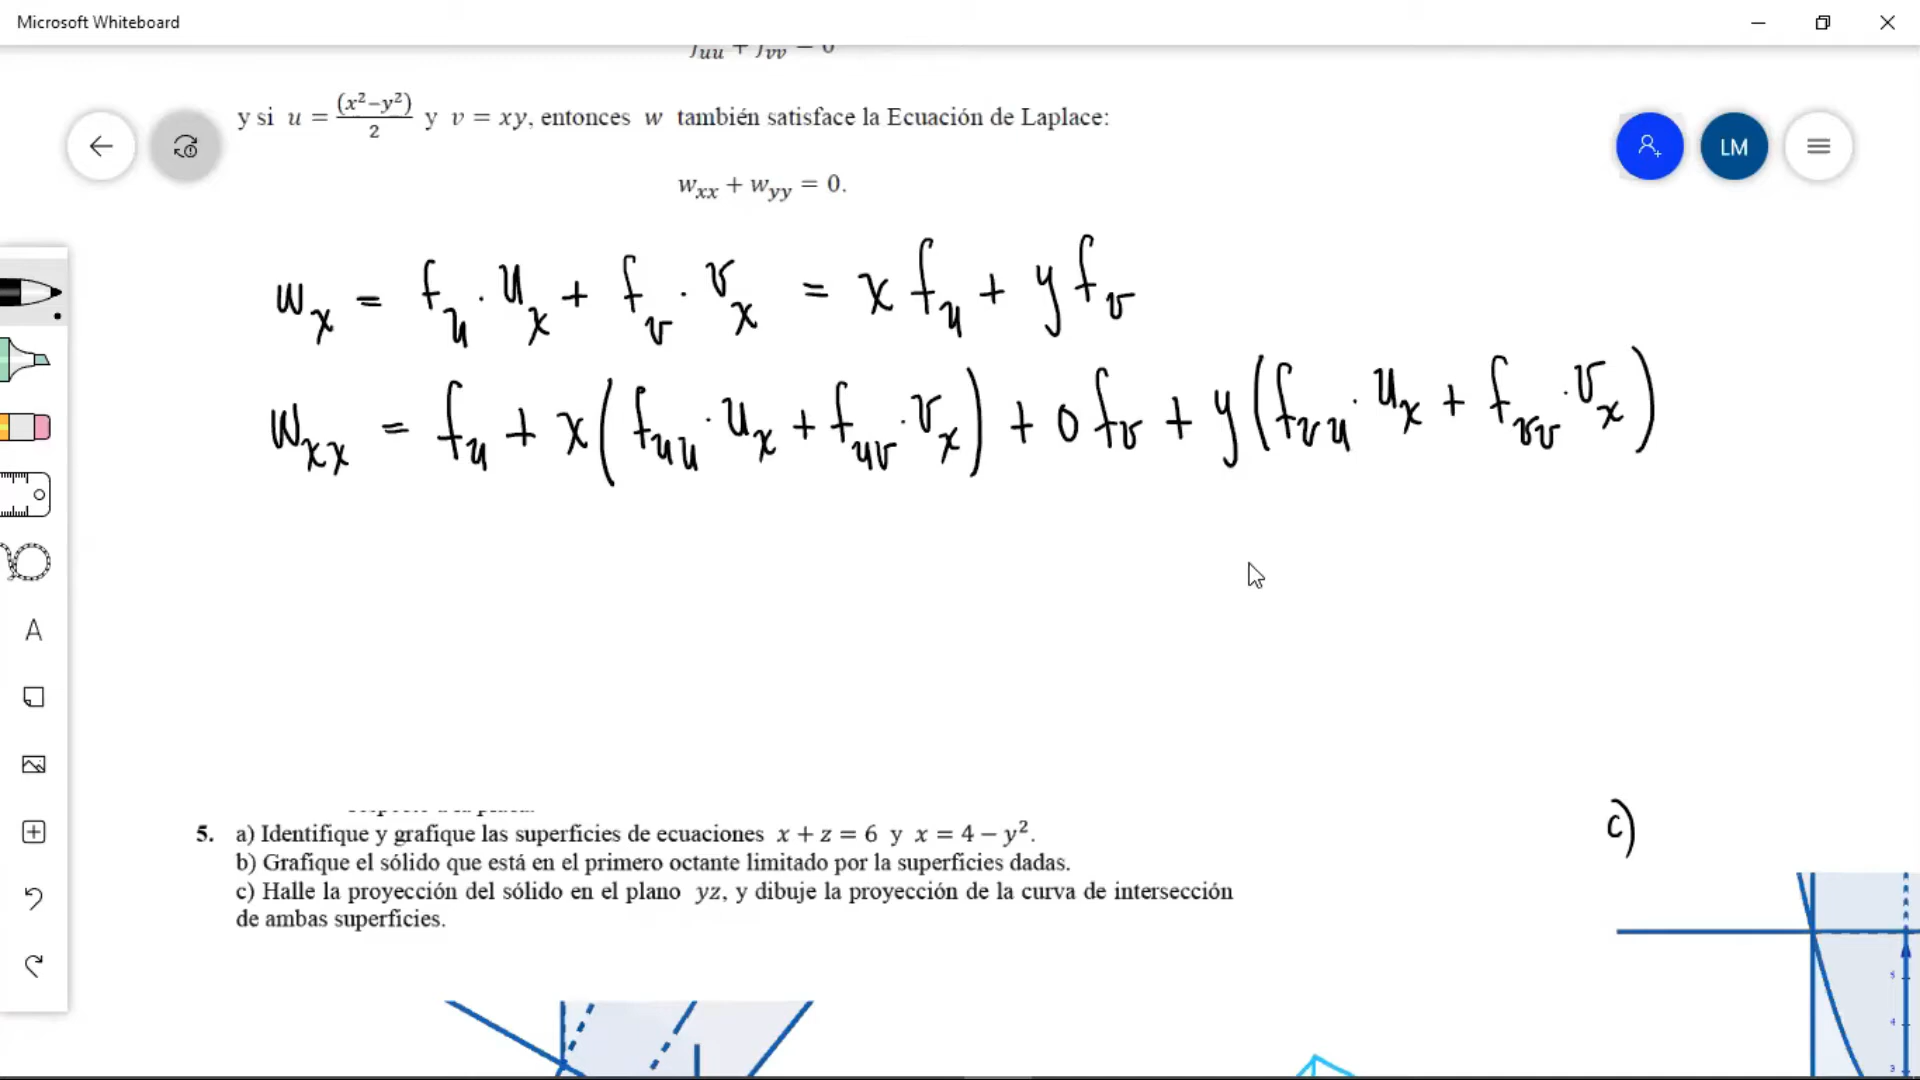 Microsoft Whiteboard
y si u = (x²−y²)/2 y v = xy, entonces w también satisface la Ecuación de Laplace:
LM
w_xx + w_yy = 0.
w_x = f_u · u_x + f_v · v_x = x f_u + y f_v
w_xx = f_u + x(f_uu · u_x + f_uv · v_x) + 0 f_v + y(f_vu · u_x + f_vv · v_x)
A
5. a) Identifique y grafique las superficies de ecuaciones x + z = 6 y x = 4 − y².
b) Grafique el sólido que está en el primero octante limitado por la superficies dadas.
c) Halle la proyección del sólido en el plano yz, y dibuje la proyección de la curva de intersección
de ambas superficies.
c)
5
4
3